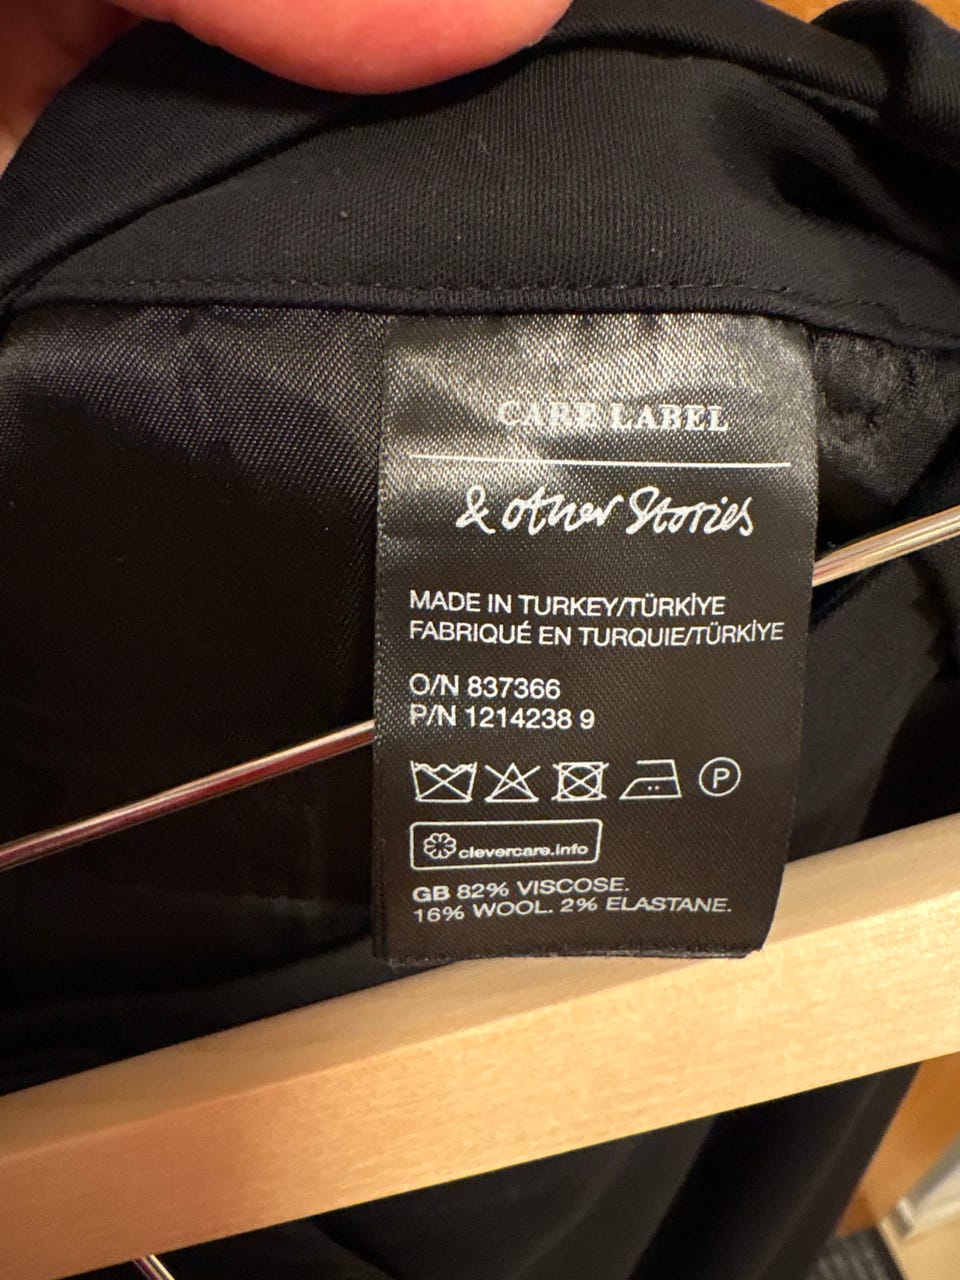 CARE LABEL
& other Stories
MADE IN TURKEY/TÜRKİYE
FABRIQUÉ EN TURQUIE/TÜRKİYE
O/N 837366
P/N 1214238 9
P
clevercare.info
GB 82% VISCOSE.
16% WOOL. 2% ELASTANE.